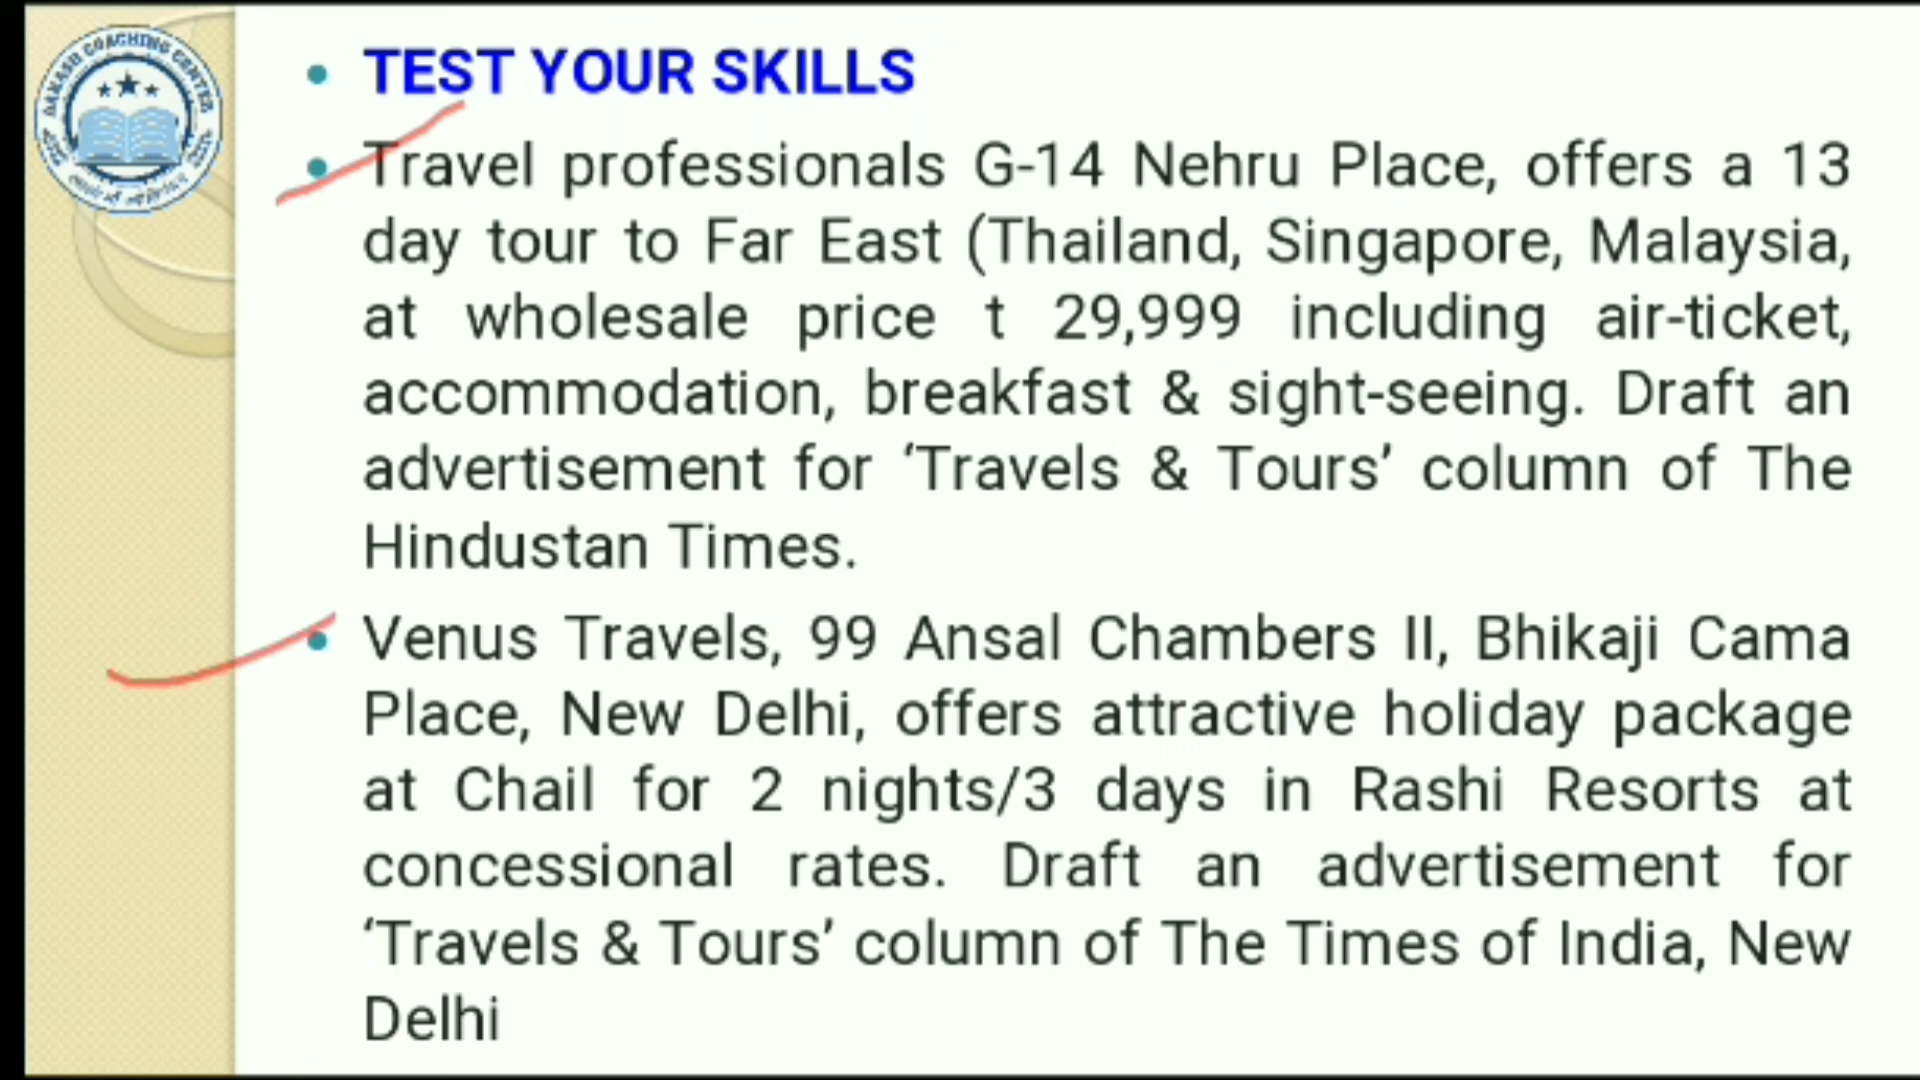 TEST YOUR SKILLS
Travel professionals G-14 Nehru Place, offers a 13
day tour to Far East (Thailand, Singapore, Malaysia,
at wholesale price t 29,999 including air-ticket,
accommodation, breakfast & sight-seeing. Draft an
advertisement for ‘Travels & Tours’ column of The
Hindustan Times.
Venus Travels, 99 Ansal Chambers II, Bhikaji Cama
Place, New Delhi, offers attractive holiday package
at Chail for 2 nights/3 days in Rashi Resorts at
concessional rates. Draft an advertisement for
‘Travels & Tours’ column of The Times of India, New
Delhi
COACHING CENTER